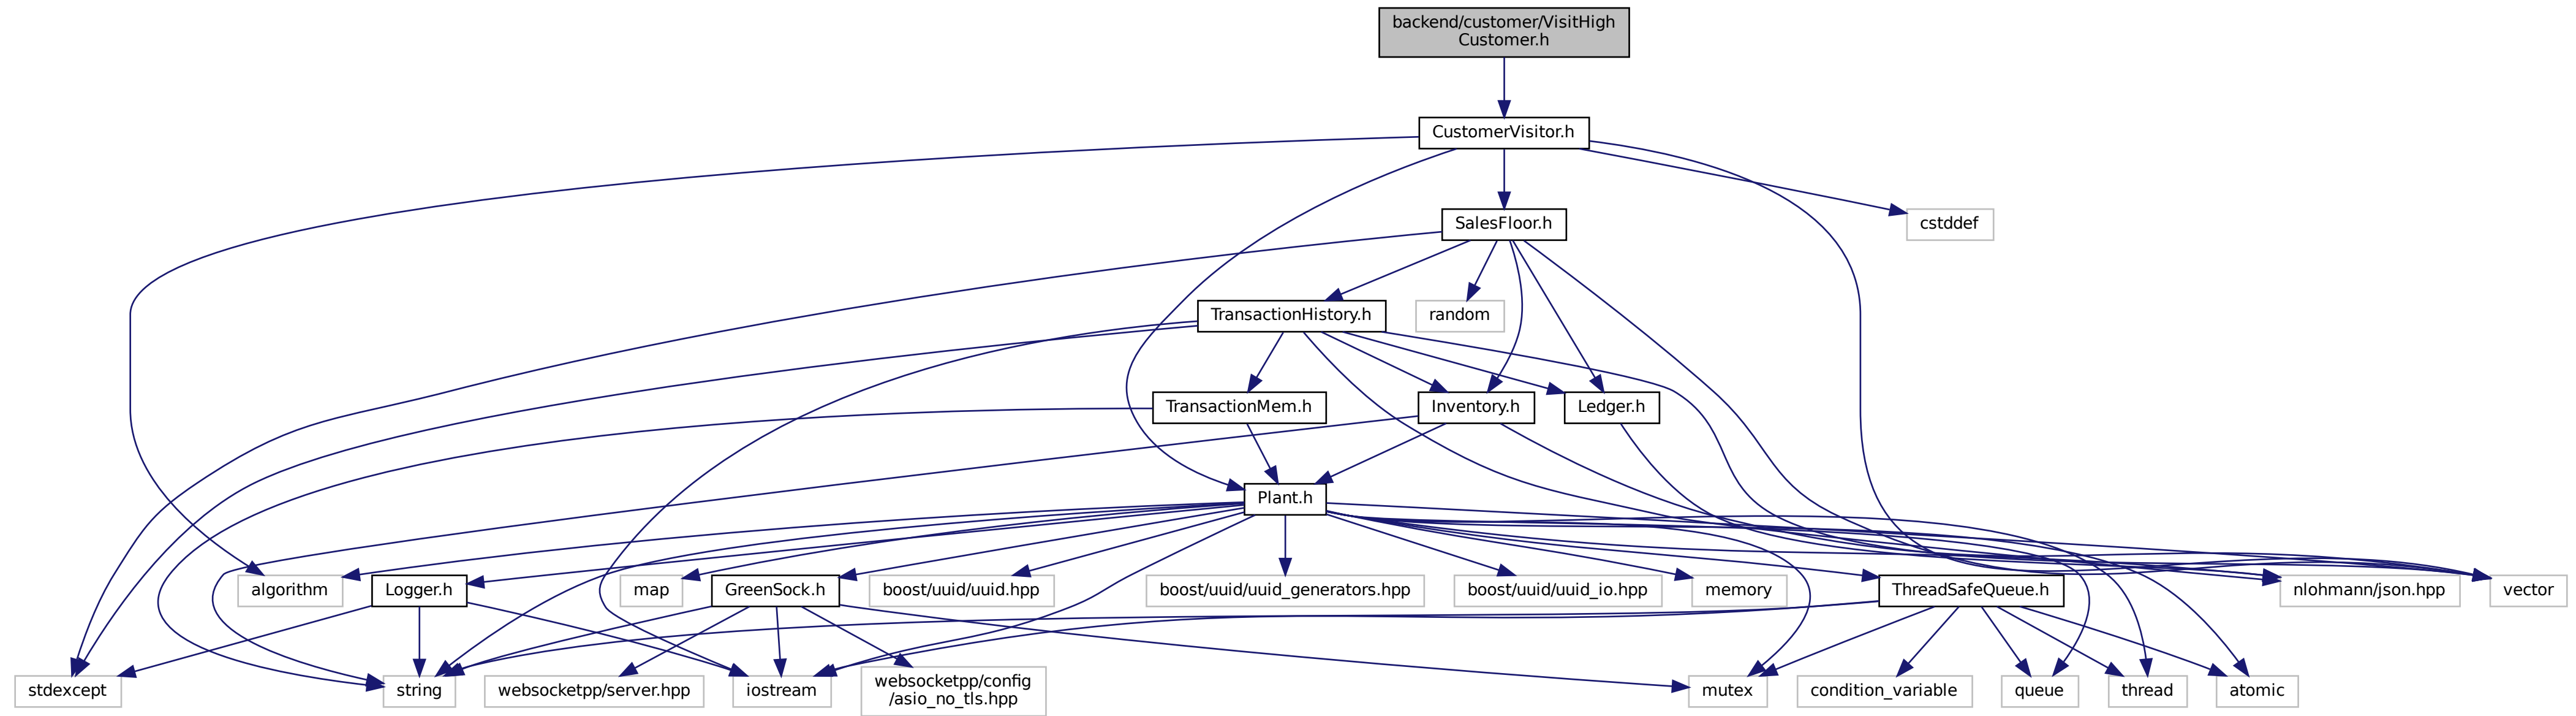 backend/customer/VisitHigh
Customer.h
CustomerVisitor.h
SalesFloor.h
cstddef
TransactionHistory.h
random
TransactionMem.h
Inventory.h
Ledger.h
Plant.h
algorithm
Logger.h
map
GreenSock.h
boost/uuid/uuid.hpp
boost/uuid/uuid_generators.hpp
boost/uuid/uuid_io.hpp
memory
ThreadSafeQueue.h
nlohmann/json.hpp
vector
stdexcept
string
websocketpp/server.hpp
iostream
websocketpp/config
/asio_no_tls.hpp
mutex
condition_variable
queue
thread
atomic